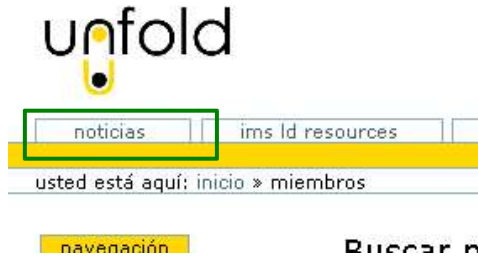 unfold
noticias ims ld resources
usted está aquí: inicio » miembros
navegación
Buscar